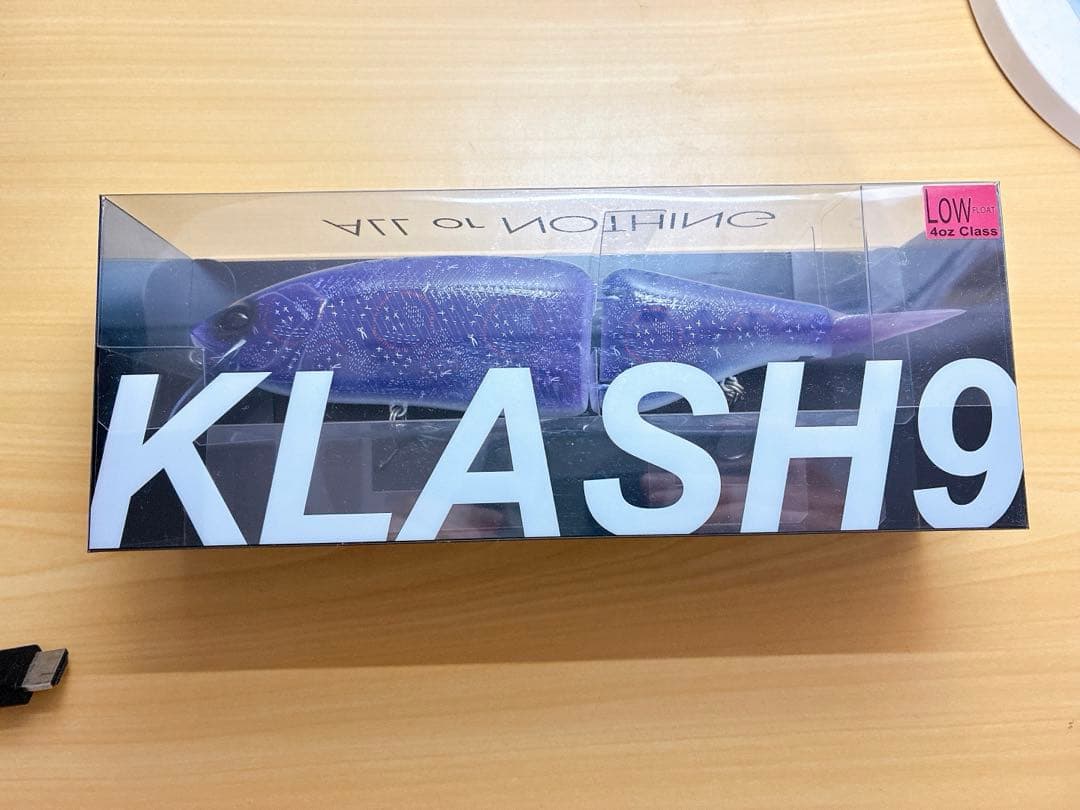 ALL or NOTHING
LOW FLOAT
4oz Class
KLASH9